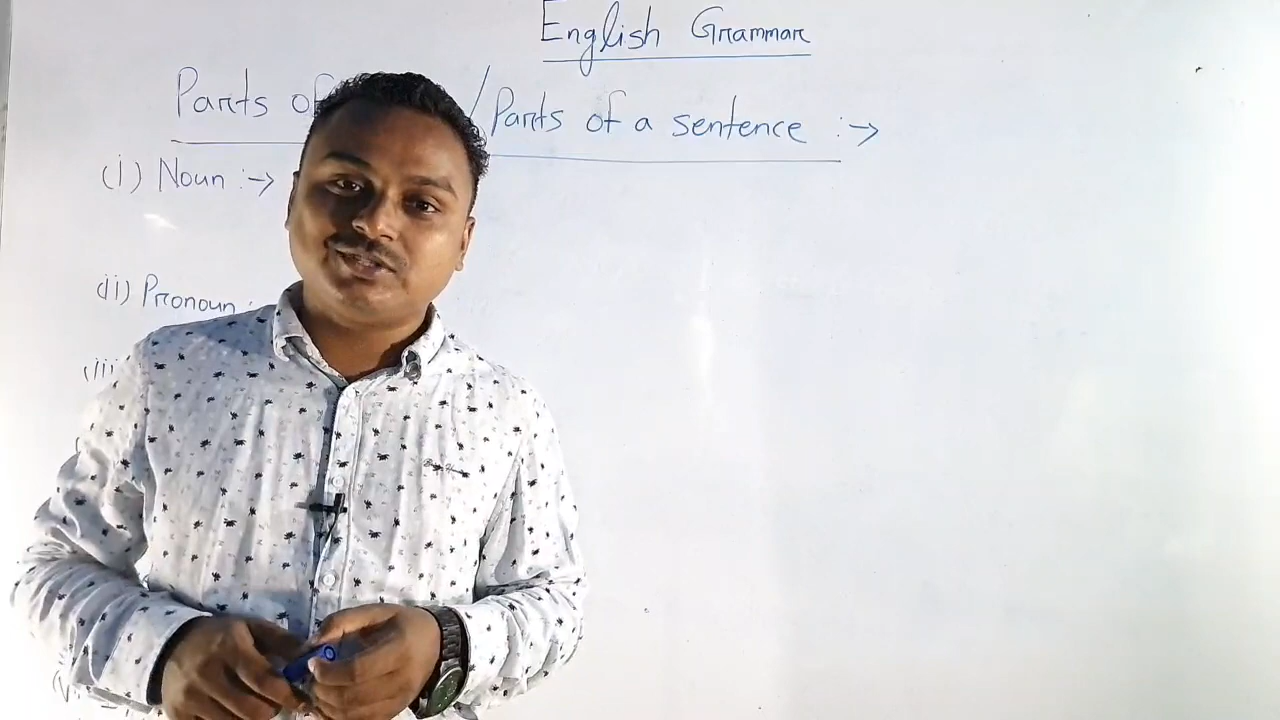 English Grammar
Parts of / Parts of a sentence :→
(i) Noun :→
(ii) Pronoun :
(iii